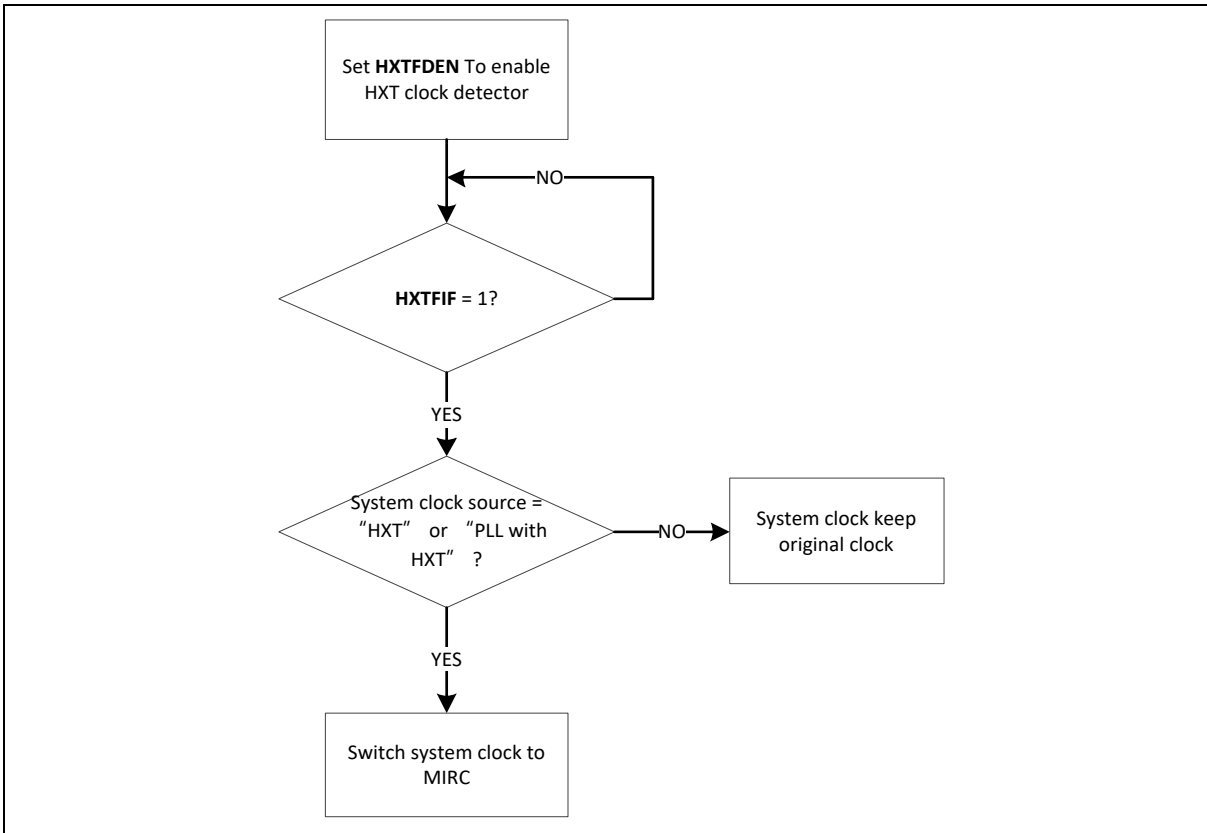 Set HXTFDEN To enable
HXT clock detector
NO
HXTFIF = 1?
YES
System clock source =
“HXT” or “PLL with
HXT” ?
NO
System clock keep
original clock
YES
Switch system clock to
MIRC